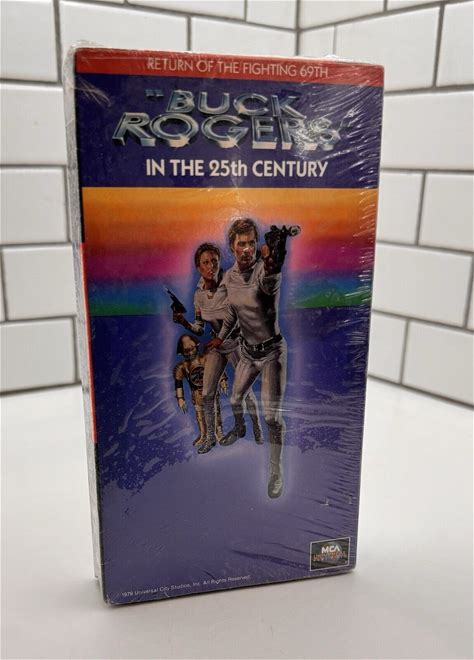 RETURN OF THE FIGHTING 69TH
"BUCK
ROGERS"
IN THE 25th CENTURY
MCA
1979 Universal City Studios, Inc. All Rights Reserved.